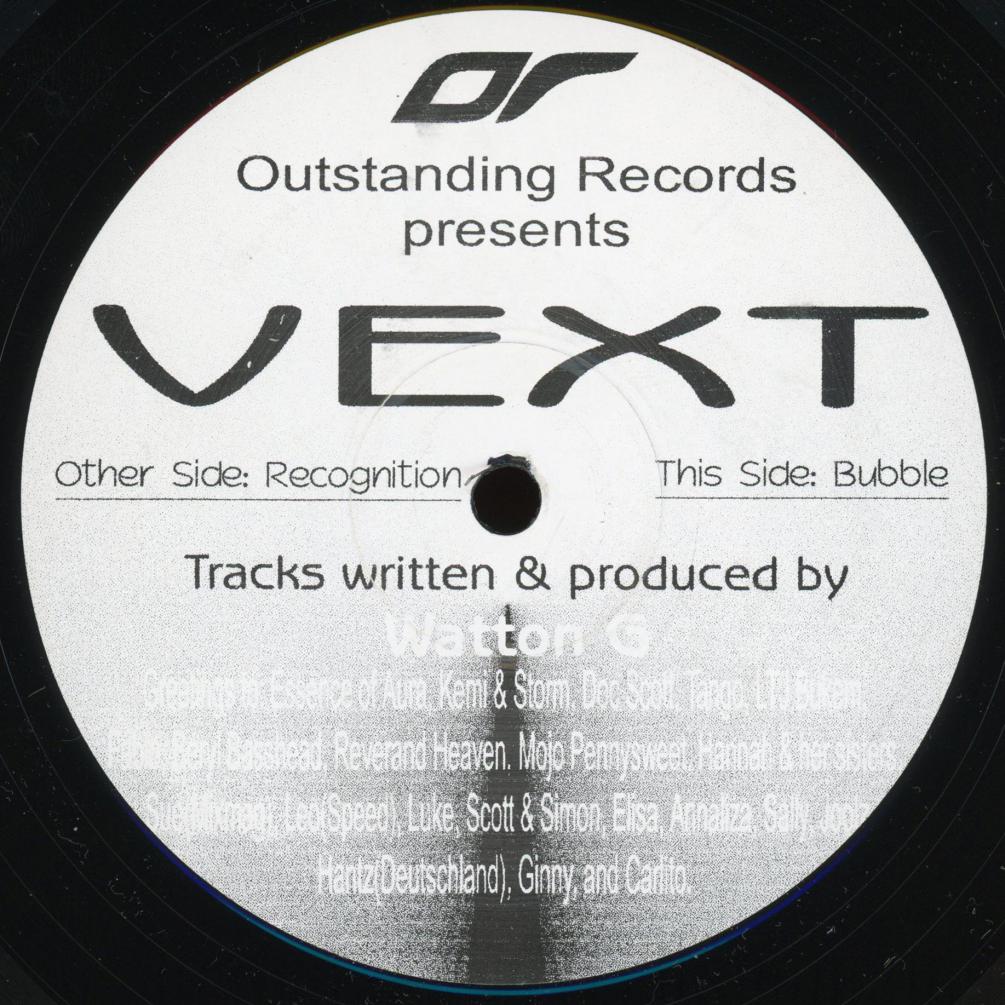 or
Outstanding Records
presents
VEXT
Other Side: Recognition
This Side: Bubble
Tracks written & produced by
Watton G
Greetings to Essence of Aura, Kemi & Storm, Doc Scott, Tango, LTJ Bukem,
Basshead, Reverand Heaven, Mojo Pennysweet, Hannah & her sisters,
Leo(Speed), Luke, Scott & Simon, Elisa, Annaliza, Sally,
Hantz(Deutschland), Ginny, and Carlito.